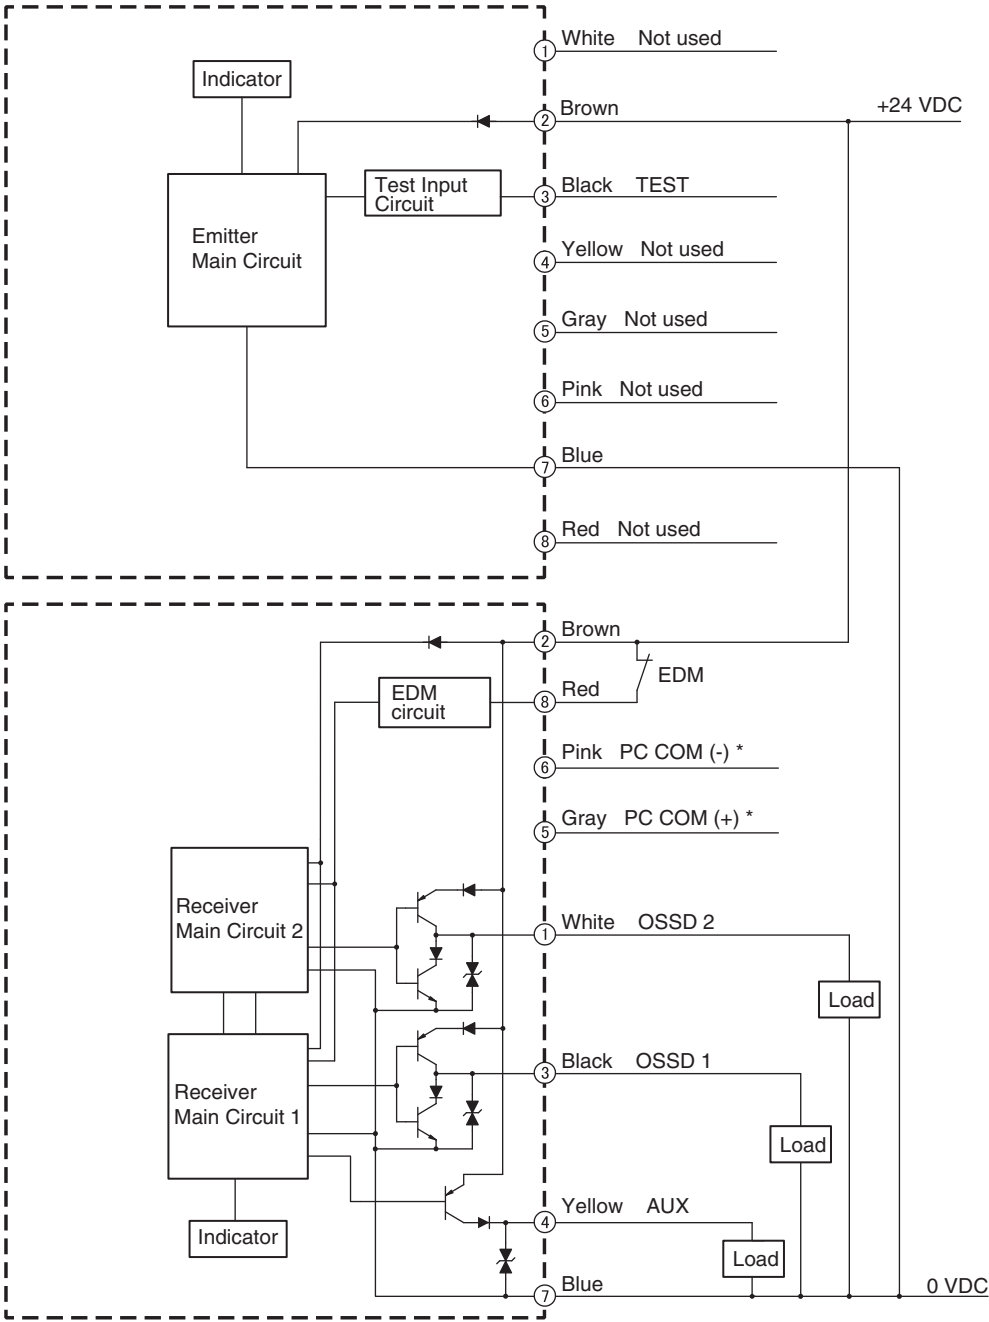 ① White Not used
Indicator
② Brown
+24 VDC
Test Input
Circuit
③ Black TEST
Emitter
Main Circuit
④ Yellow Not used
⑤ Gray Not used
⑥ Pink Not used
⑦ Blue
⑧ Red Not used
② Brown
EDM
EDM
circuit
⑧ Red
⑥ Pink PC COM (-) *
⑤ Gray PC COM (+) *
Receiver
Main Circuit 2
① White OSSD 2
Load
Receiver
Main Circuit 1
③ Black OSSD 1
Load
Indicator
④ Yellow AUX
Load
⑦ Blue
0 VDC